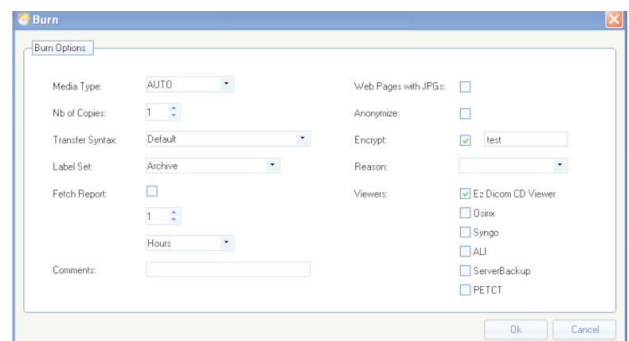 Burn
Burn Options
Media Type: AUTO
Nb of Copies: 1
Transfer Syntax: Default
Label Set: Archive
Fetch Report:
1
Hours
Comments:
Web Pages with JPGs:
Anonymize:
Encrypt: test
Reason:
Viewers: Ez Dicom CD Viewer
Osirix
Syngo
ALI
ServerBackup
PETCT
Ok Cancel